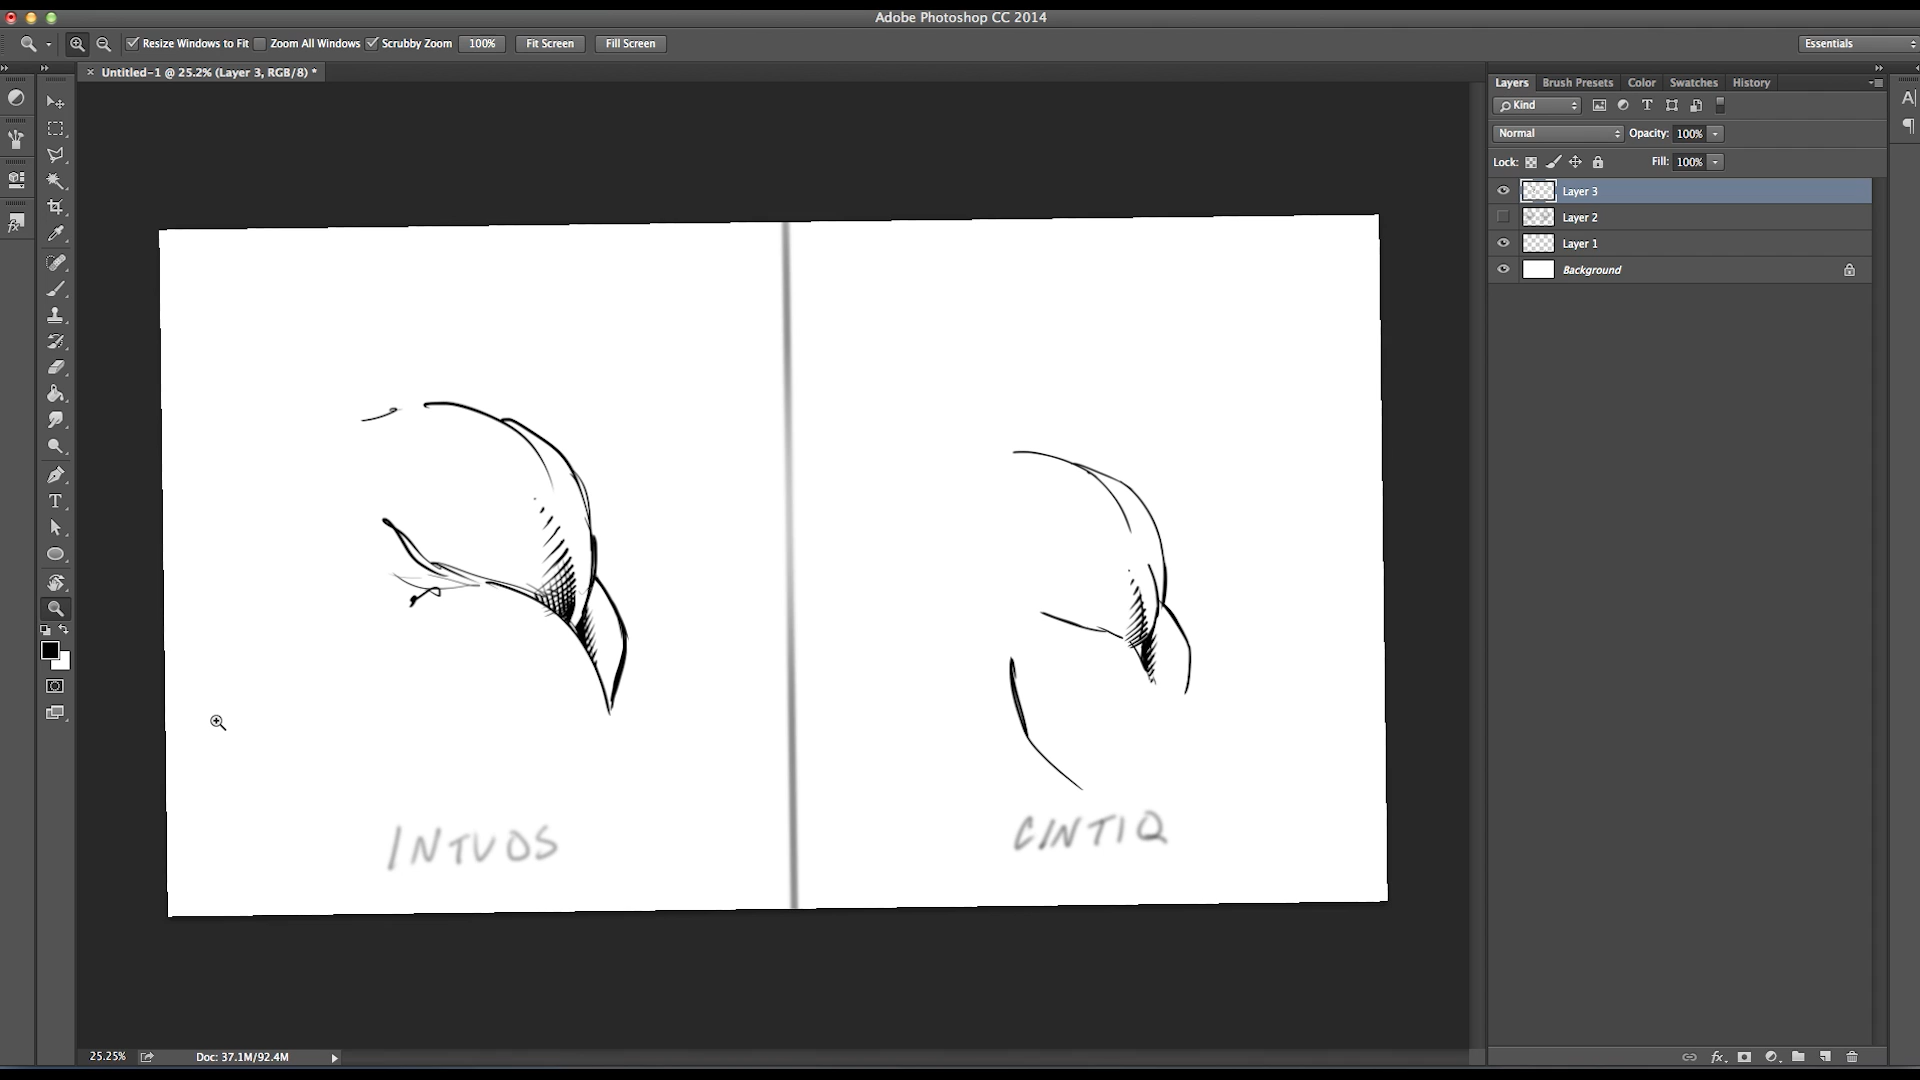 Adobe Photoshop CC 2014
Resize Windows to Fit Zoom All Windows Scrubby Zoom 100% Fit Screen Fill Screen Essentials
× Untitled-1 @ 25.2% (Layer 3, RGB/8) *
Layers Brush Presets Color Swatches History
Kind
Normal Opacity: 100%
Lock: Fill: 100%
Layer 3
Layer 2
Layer 1
Background
INTUOS
CINTIQ
25.25% Doc: 37.1M/92.4M